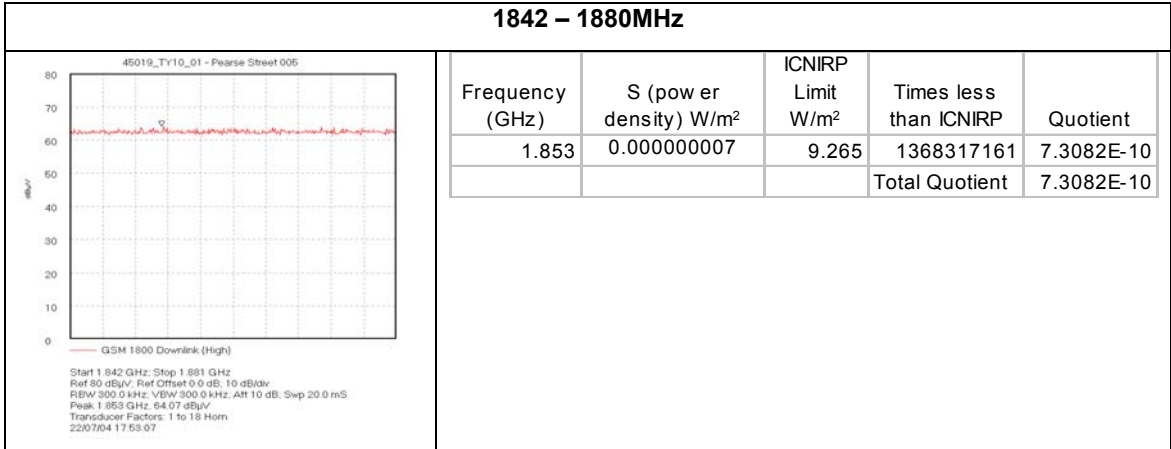 1842 – 1880MHz
45019_TY10_01 - Pearse Street 005
80
70
60
50
40
30
20
10
0
dBµV
GSM 1800 Downlink (High)
Start 1.842 GHz; Stop 1.881 GHz
Ref 80 dBµV; Ref Offset 0.0 dB; 10 dB/div
RBW 300.0 kHz; VBW 300.0 kHz; Att 10 dB; Swp 20.0 mS
Peak 1.853 GHz, 64.07 dBµV
Transducer Factors: 1 to 18 Horn
22/07/04 17:53:07
Frequency (GHz) S (pow er density) W/m² ICNIRP Limit W/m² Times less than ICNIRP Quotient
1.853 0.000000007 9.265 1368317161 7.3082E-10
Total Quotient 7.3082E-10